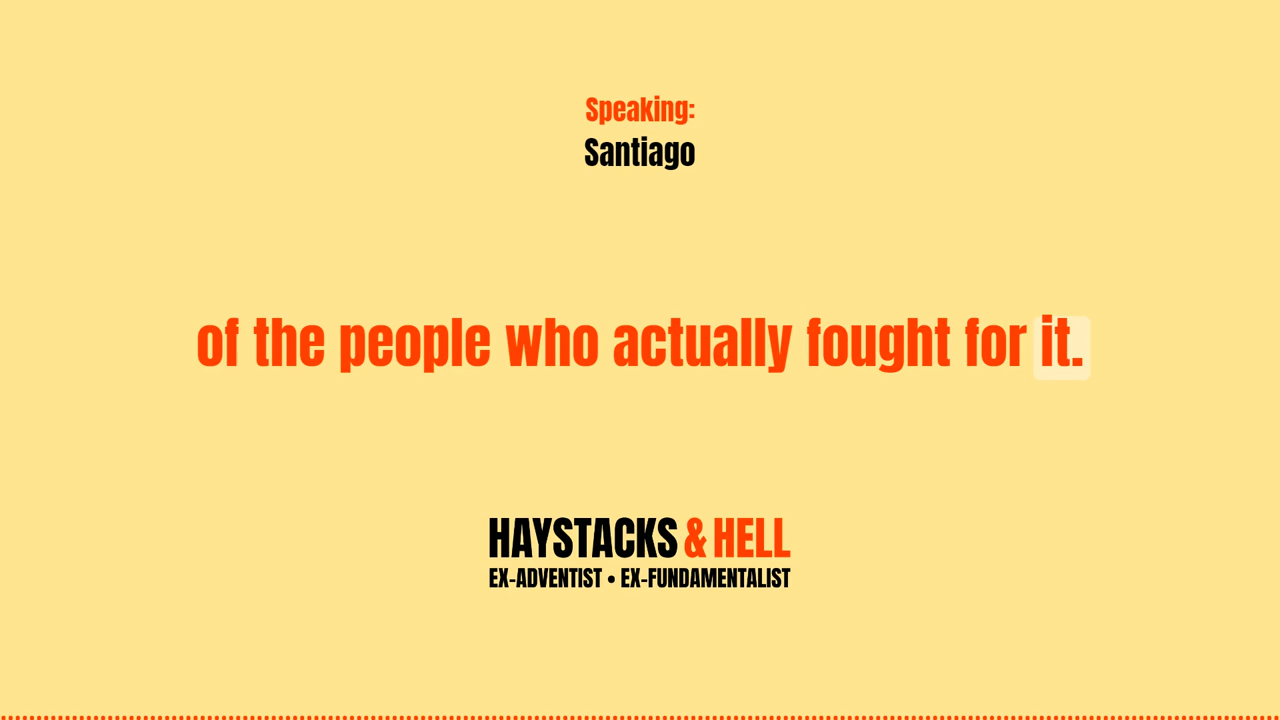 Speaking:
Santiago
of the people who actually fought for it.
HAYSTACKS & HELL
EX-ADVENTIST • EX-FUNDAMENTALIST